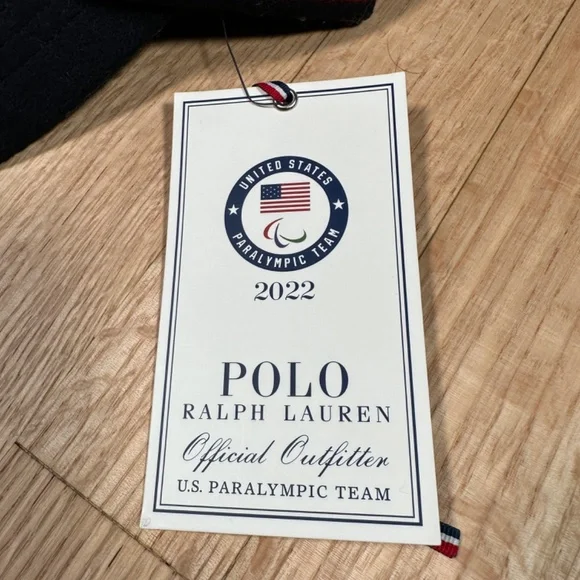 UNITED STATES
PARALYMPIC TEAM
2022
POLO
RALPH LAUREN
Official Outfitter
U.S. PARALYMPIC TEAM